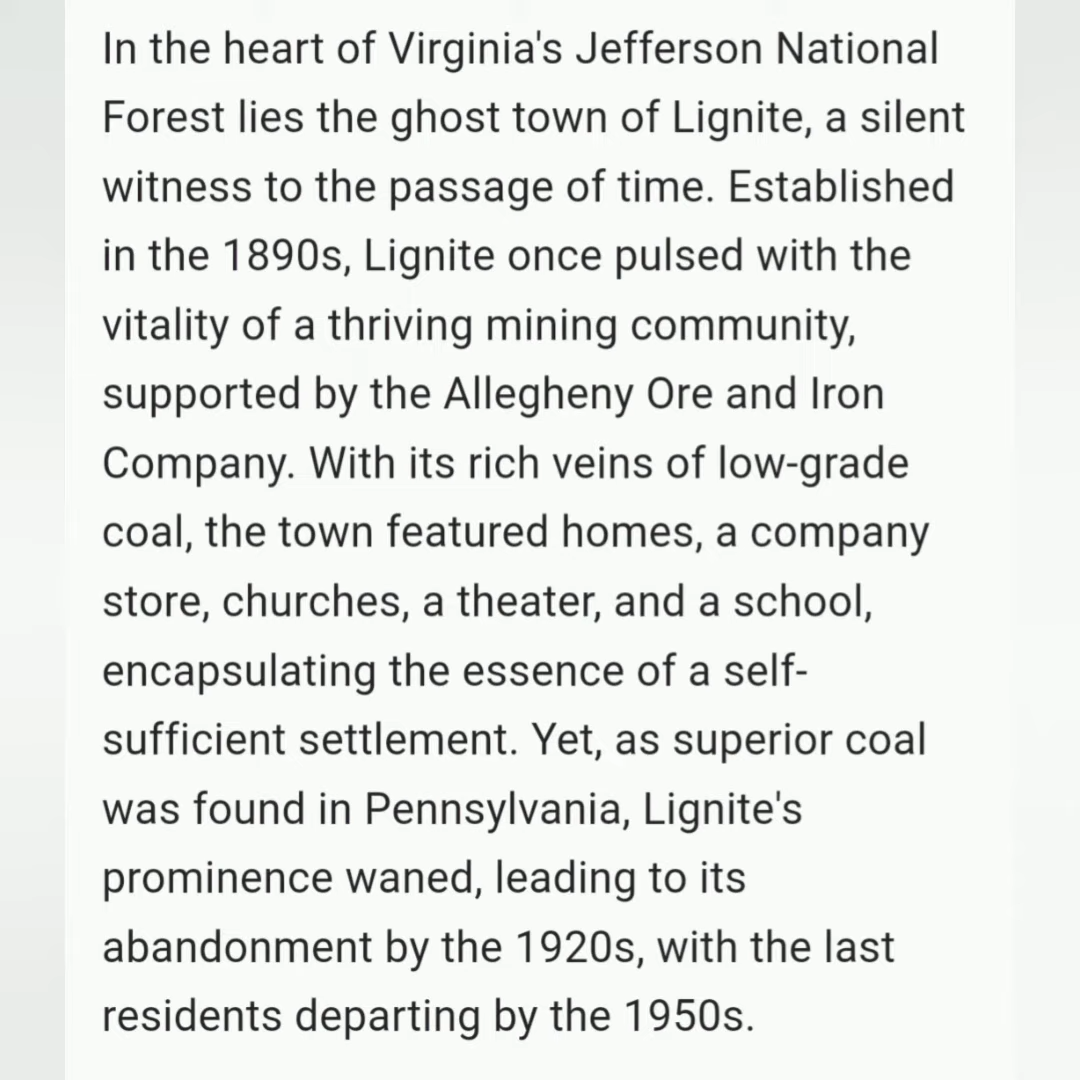 In the heart of Virginia's Jefferson National
Forest lies the ghost town of Lignite, a silent
witness to the passage of time. Established
in the 1890s, Lignite once pulsed with the
vitality of a thriving mining community,
supported by the Allegheny Ore and Iron
Company. With its rich veins of low-grade
coal, the town featured homes, a company
store, churches, a theater, and a school,
encapsulating the essence of a self-
sufficient settlement. Yet, as superior coal
was found in Pennsylvania, Lignite's
prominence waned, leading to its
abandonment by the 1920s, with the last
residents departing by the 1950s.